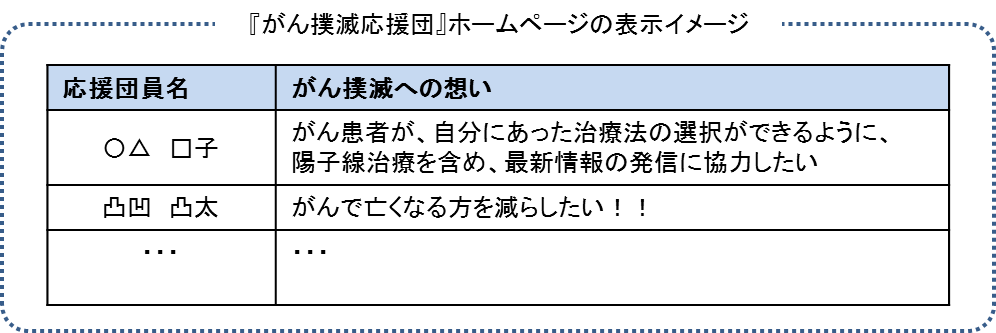 『がん撲滅応援団』ホームページの表示イメージ
応援団員名 がん撲滅への想い
○△　口子 がん患者が、自分にあった治療法の選択ができるように、
陽子線治療を含め、最新情報の発信に協力したい
凸凹　凸太 がんで亡くなる方を減らしたい！！
・・・ ・・・